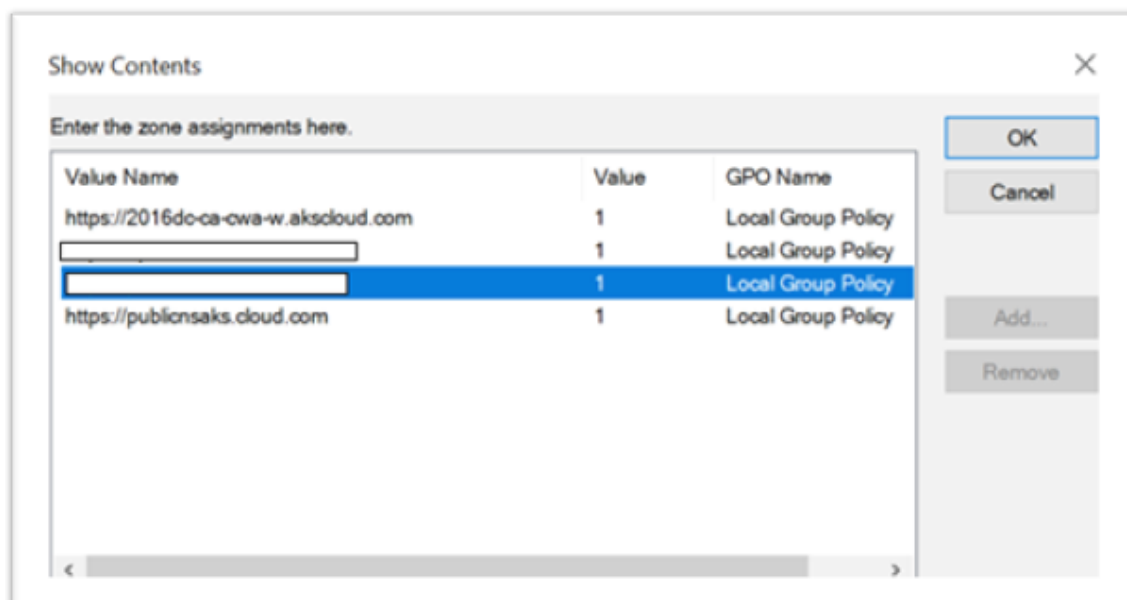 Show Contents
Enter the zone assignments here.
OK
Cancel
Value Name Value GPO Name
https://2016dc-ca-cwa-w.akscloud.com 1 Local Group Policy
1 Local Group Policy
1 Local Group Policy
https://publicnsaks.cloud.com 1 Local Group Policy
Add...
Remove